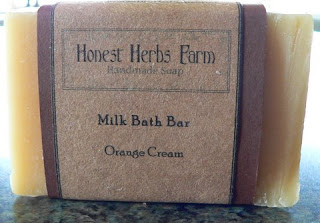 Honest Herbs Farm
Handmade Soap
Milk Bath Bar
Orange Cream